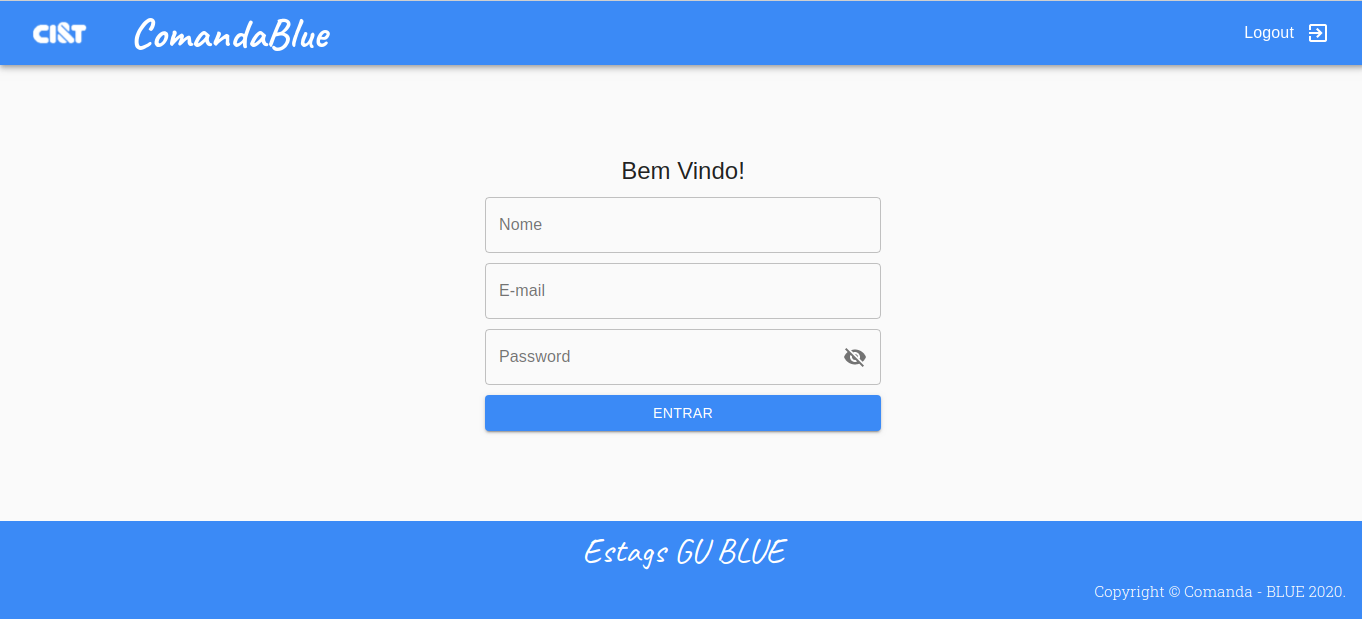 CI&T ComandaBlue Logout
Bem Vindo!
Nome
E-mail
Password
ENTRAR
Estags GU BLUE
Copyright © Comanda - BLUE 2020.